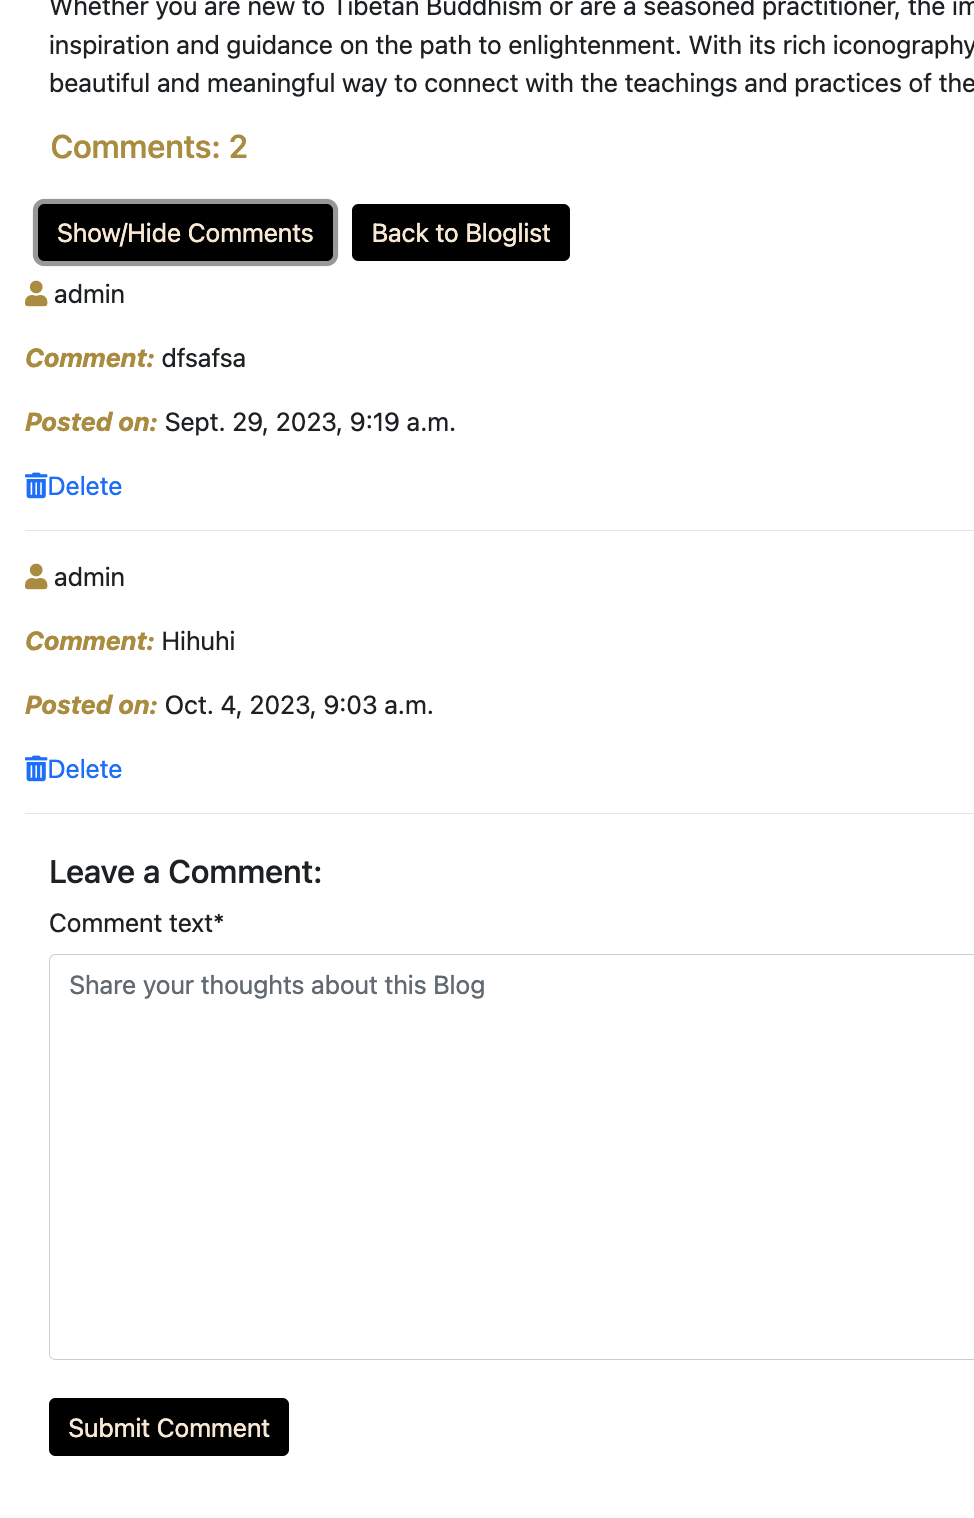 Whether you are new to Tibetan Buddhism or are a seasoned practitioner, the
inspiration and guidance on the path to enlightenment. With its rich iconography
beautiful and meaningful way to connect with the teachings and practices of the
Comments: 2
Show/Hide Comments Back to Bloglist
admin
Comment: dfsafsa
Posted on: Sept. 29, 2023, 9:19 a.m.
Delete
admin
Comment: Hihuhi
Posted on: Oct. 4, 2023, 9:03 a.m.
Delete
Leave a Comment:
Comment text*
Share your thoughts about this Blog
Submit Comment